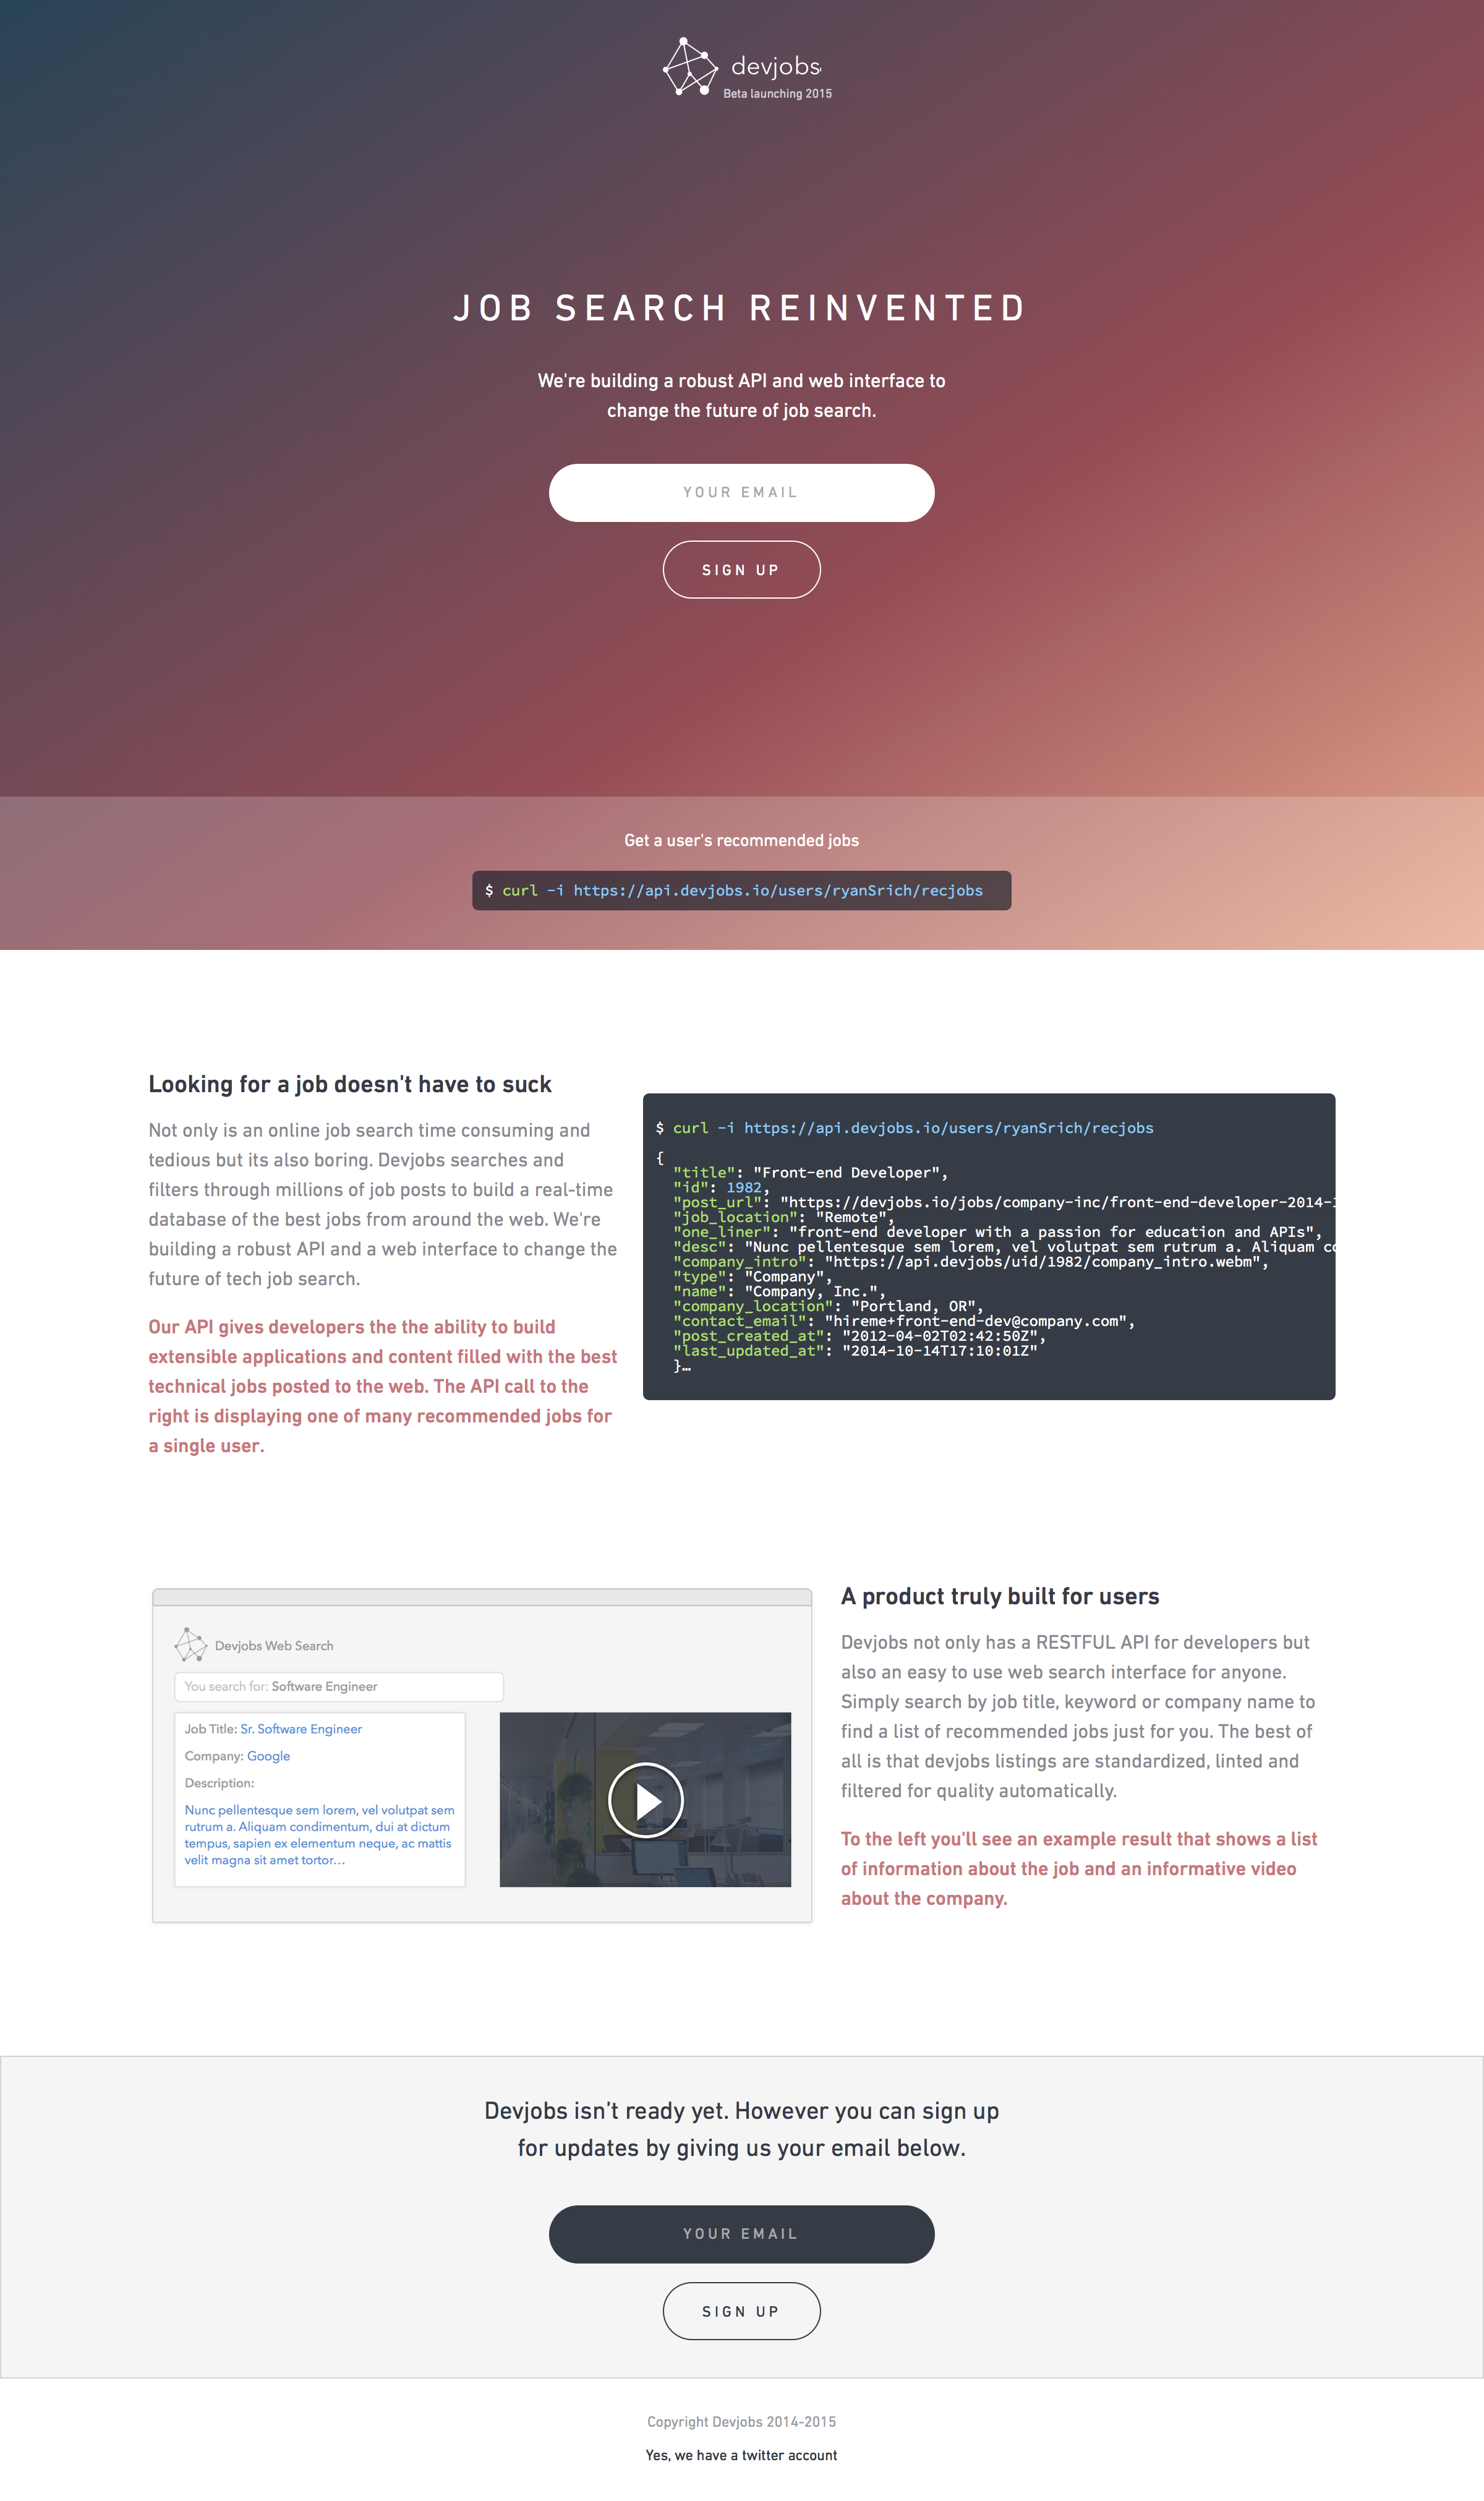 devjobs
Beta launching 2015
JOB SEARCH REINVENTED
We're building a robust API and web interface to
change the future of job search.
YOUR EMAIL
SIGN UP
Get a user's recommended jobs
$ curl -i https://api.devjobs.io/users/ryanSrich/recjobs
Looking for a job doesn't have to suck
Not only is an online job search time consuming and
tedious but its also boring. Devjobs searches and
filters through millions of job posts to build a real-time
database of the best jobs from around the web. We're
building a robust API and a web interface to change the
future of tech job search.
Our API gives developers the the ability to build
extensible applications and content filled with the best
technical jobs posted to the web. The API call to the
right is displaying one of many recommended jobs for
a single user.
$ curl -i https://api.devjobs.io/users/ryanSrich/recjobs
{
"title": "Front-end Developer",
"id": 1982,
"post_url": "https://devjobs.io/jobs/company-inc/front-end-developer-2014-
"job_location": "Remote",
"one_liner": "front-end developer with a passion for education and APIs",
"desc": "Nunc pellentesque sem lorem, vel volutpat sem rutrum a. Aliquam
"company_intro": "https://api.devjobs/uid/1982/company_intro.webm",
"type": "Company",
"name": "Company, Inc.",
"company_location": "Portland, OR",
"contact_email": "hireme+front-end-dev@company.com",
"post_created_at": "2012-04-02T02:42:50Z",
"last_updated_at": "2014-10-14T17:10:01Z"
}…
Devjobs Web Search
You search for: Software Engineer
Job Title: Sr. Software Engineer
Company: Google
Description:
Nunc pellentesque sem lorem, vel volutpat sem
rutrum a. Aliquam condimentum, dui at dictum
tempus, sapien ex elementum neque, ac mattis
velit magna sit amet tortor…
A product truly built for users
Devjobs not only has a RESTFUL API for developers but
also an easy to use web search interface for anyone.
Simply search by job title, keyword or company name to
find a list of recommended jobs just for you. The best of
all is that devjobs listings are standardized, linted and
filtered for quality automatically.
To the left you'll see an example result that shows a list
of information about the job and an informative video
about the company.
Devjobs isn't ready yet. However you can sign up
for updates by giving us your email below.
YOUR EMAIL
SIGN UP
Copyright Devjobs 2014-2015
Yes, we have a twitter account